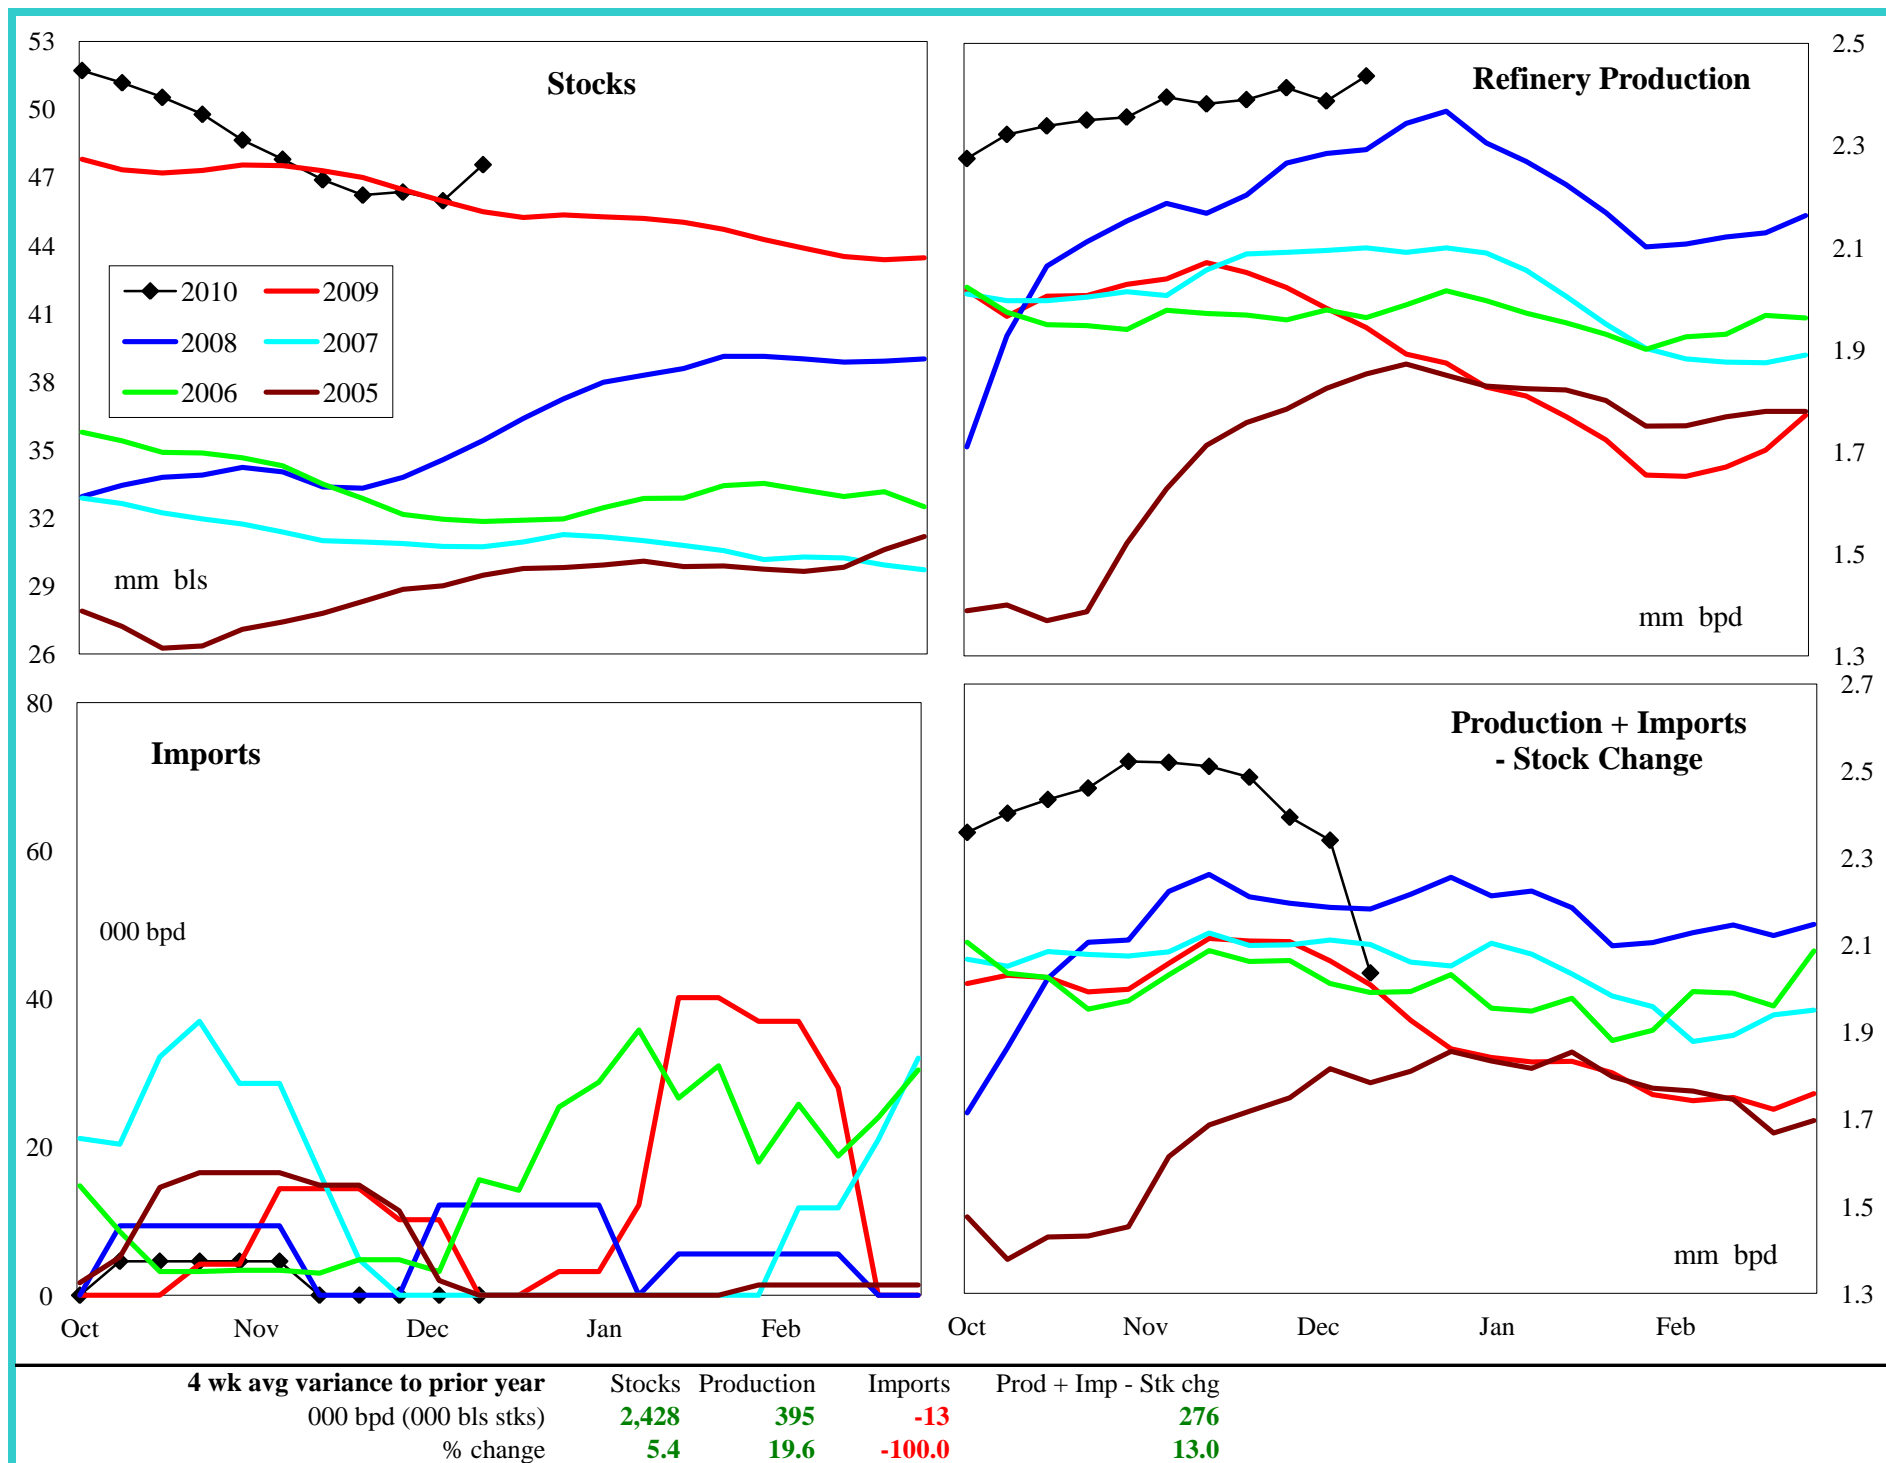 Stocks
53
50
47
44
41
38
35
32
29
26
2010 2009
2008 2007
2006 2005
mm bls
Refinery Production
2.5
2.3
2.1
1.9
1.7
1.5
1.3
mm bpd
Imports
80
60
40
20
0
000 bpd
Oct Nov Dec Jan Feb
Production + Imports
- Stock Change
2.7
2.5
2.3
2.1
1.9
1.7
1.5
1.3
mm bpd
Oct Nov Dec Jan Feb
4 wk avg variance to prior year Stocks Production Imports Prod + Imp - Stk chg
000 bpd (000 bls stks) 2,428 395 -13 276
% change 5.4 19.6 -100.0 13.0